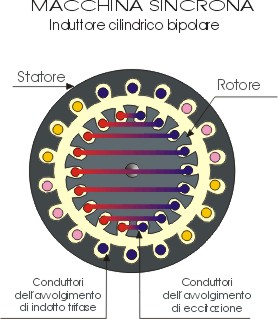 MACCHINA SINCRONA
Induttore cilindrico bipolare
Statore
Rotore
Conduttori
dell'avvolgimento
di indotto trifase
Conduttori
dell'avvolgimento
di eccitazione